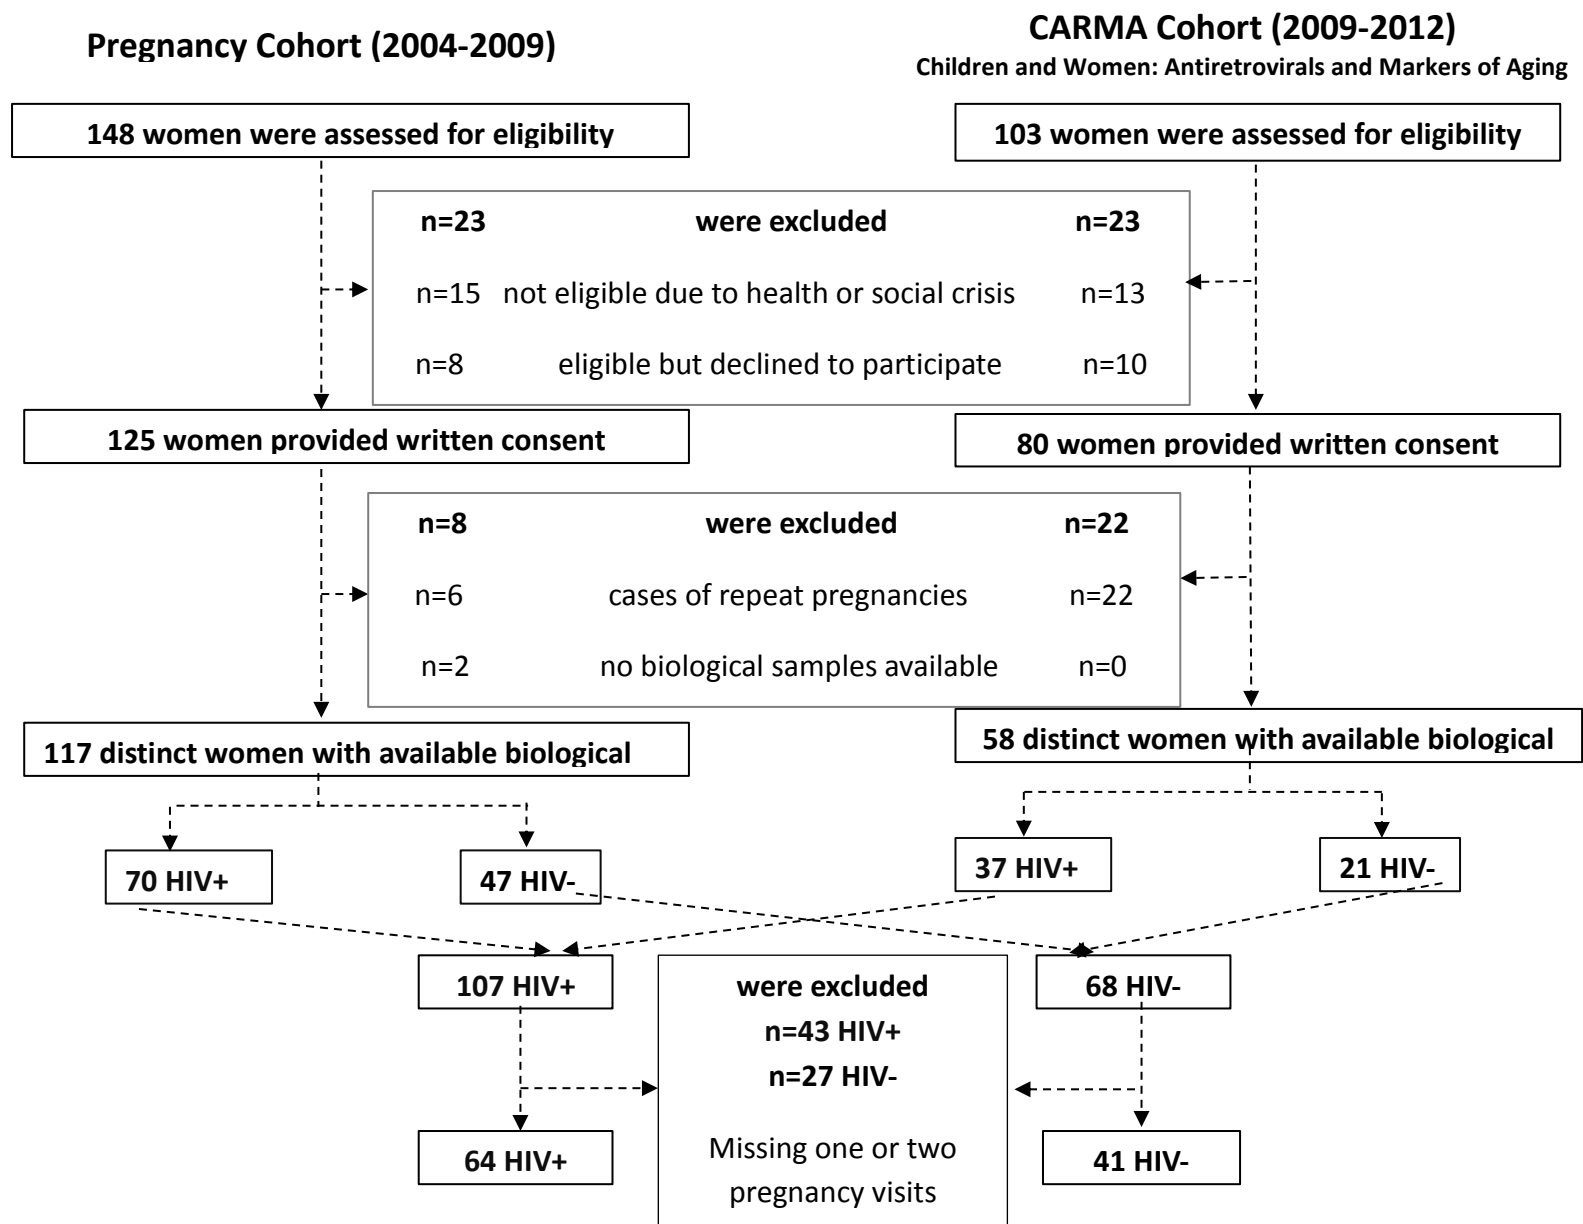 Pregnancy Cohort (2004-2009)
CARMA Cohort (2009-2012)
Children and Women: Antiretrovirals and Markers of Aging
148 women were assessed for eligibility
103 women were assessed for eligibility
n=23 were excluded n=23
n=15 not eligible due to health or social crisis n=13
n=8 eligible but declined to participate n=10
125 women provided written consent
80 women provided written consent
n=8 were excluded n=22
n=6 cases of repeat pregnancies n=22
n=2 no biological samples available n=0
117 distinct women with available biological
58 distinct women with available biological
70 HIV+
47 HIV-
37 HIV+
21 HIV-
107 HIV+
68 HIV-
were excluded
n=43 HIV+
n=27 HIV-
Missing one or two
pregnancy visits
64 HIV+
41 HIV-